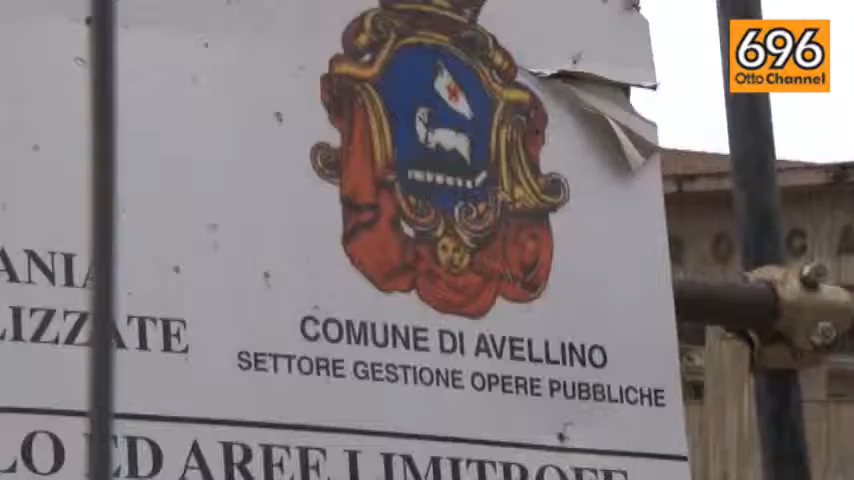 696
Otto Channel
COMUNE DI AVELLINO
SETTORE GESTIONE OPERE PUBBLICHE
ANIA
LIZZATE
LO ED AREE LIMITROFE